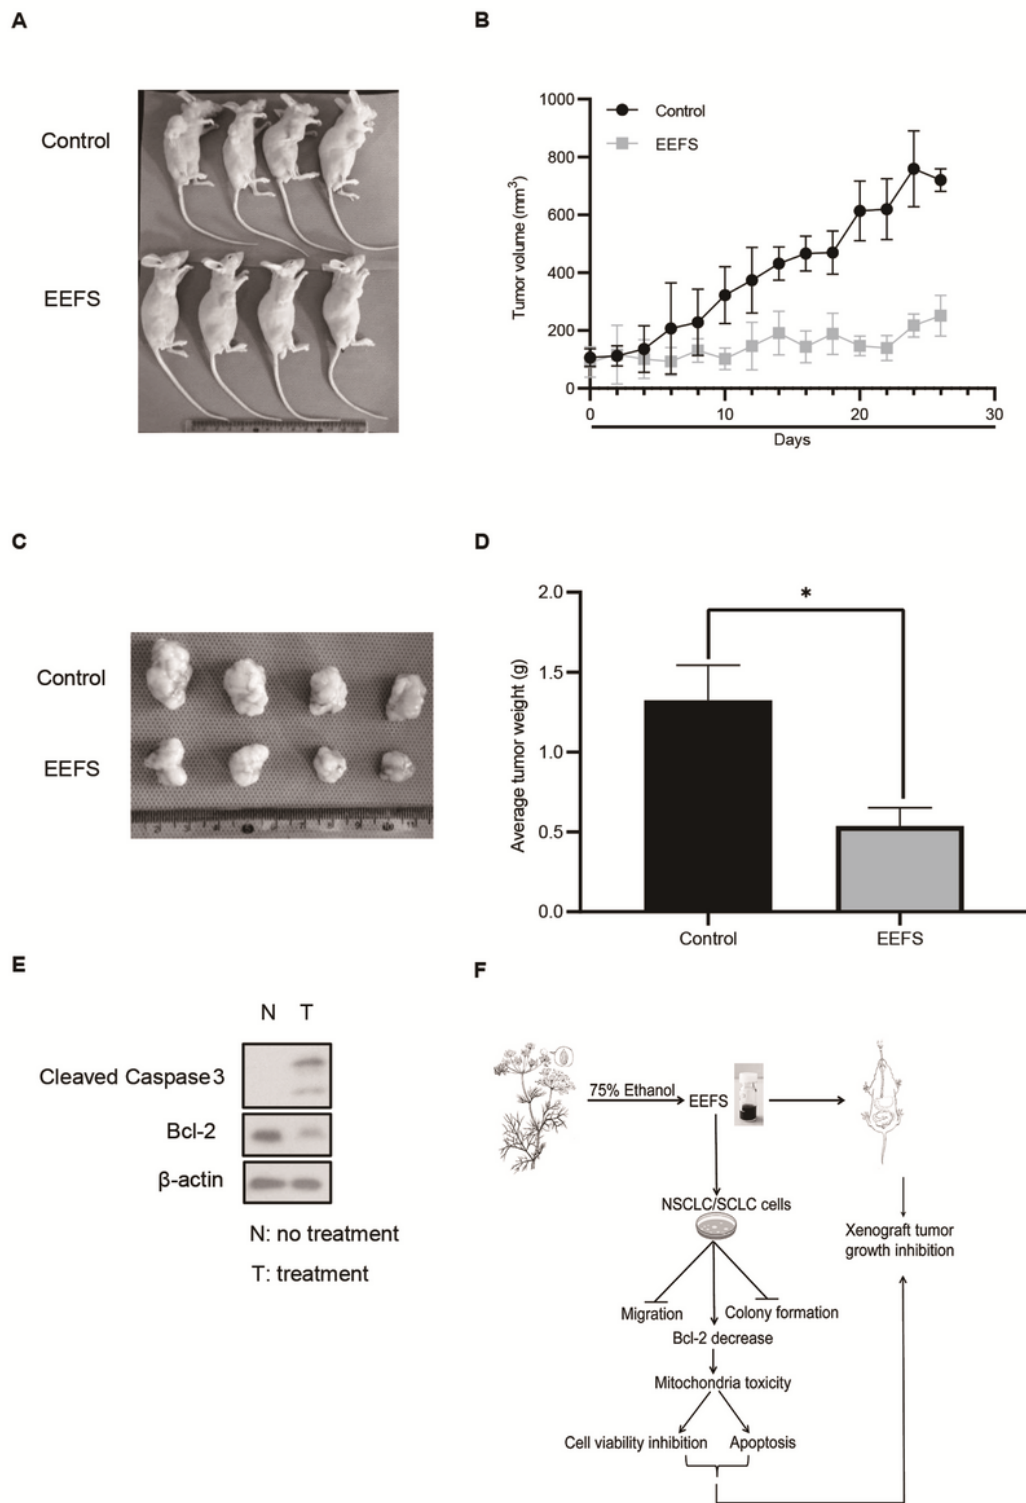 A
Control
EEFS
B
1000
800
600
400
200
0
Tumor volume (mm³)
Control
EEFS
0
10
20
30
Days
C
Control
EEFS
D
2.0
1.5
1.0
0.5
0.0
Average tumor weight (g)
*
Control
EEFS
E
N T
Cleaved Caspase 3
Bcl-2
β-actin
N: no treatment
T: treatment
F
75% Ethanol
EEFS
NSCLC/SCLC cells
Xenograft tumor
growth inhibition
Migration
Colony formation
Bcl-2 decrease
Mitochondria toxicity
Cell viability inhibition
Apoptosis